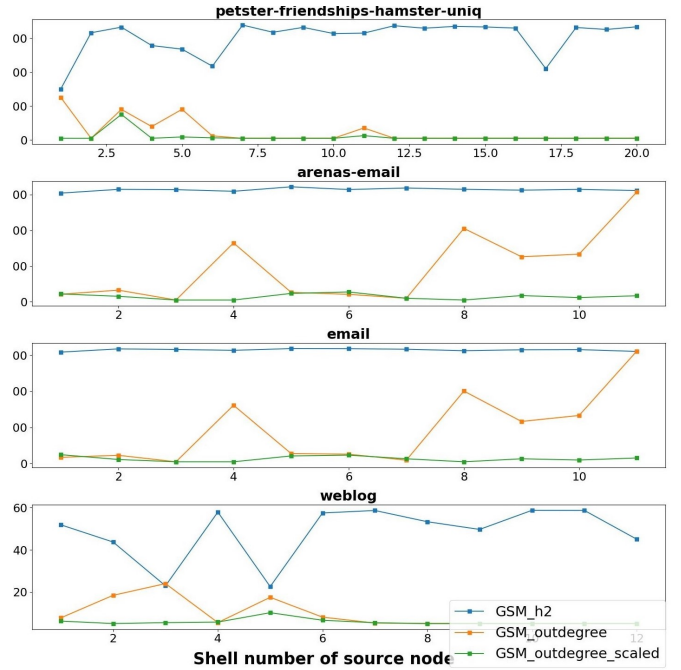 petster-friendships-hamster-uniq
00
00
00
0
2.5 5.0 7.5 10.0 12.5 15.0 17.5 20.0
arenas-email
00
00
00
0
2 4 6 8 10
email
00
00
00
0
2 4 6 8 10
weblog
60
40
20
2 4 6 8 10 12
GSM_h2
GSM_outdegree
GSM_outdegree_scaled
Shell number of source node